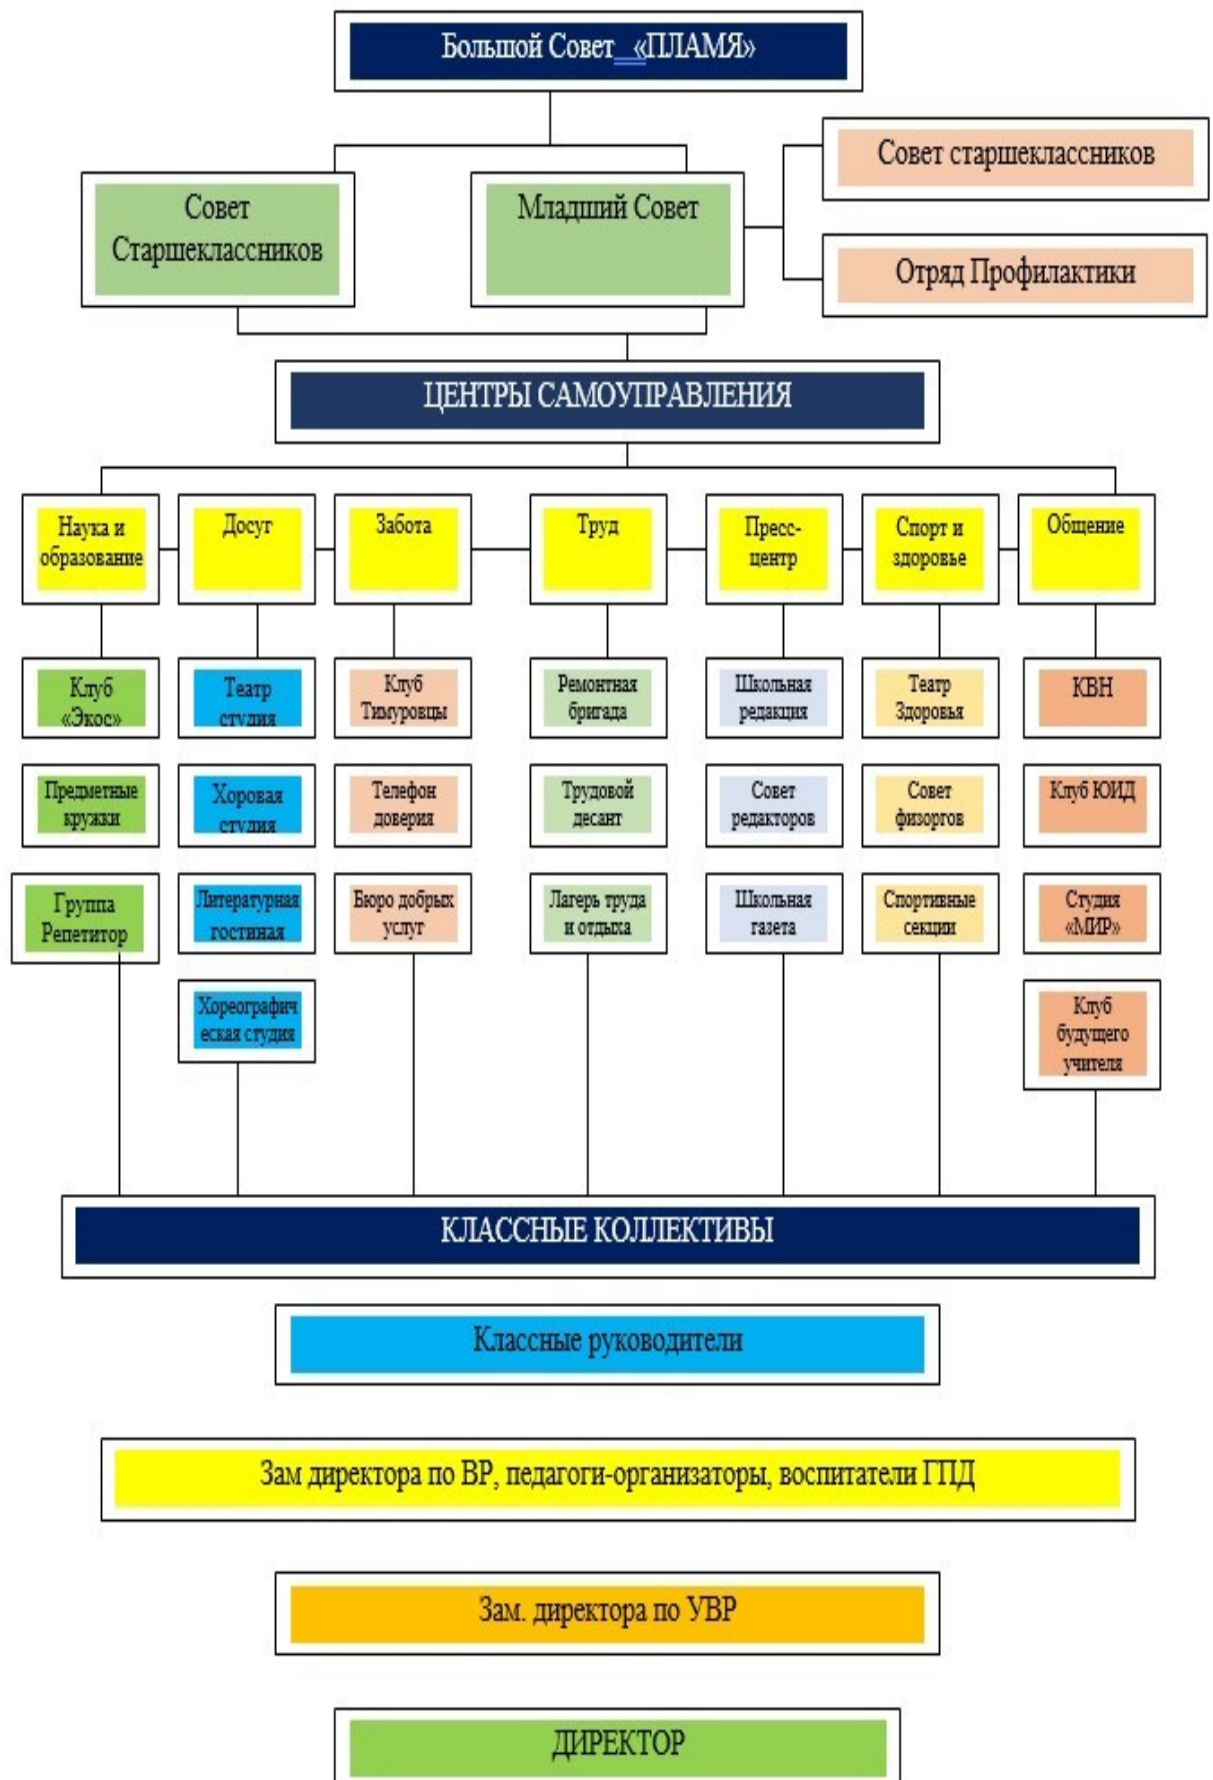 Большой Совет «ПЛАМЯ»
Совет
Старшеклассников
Младший Совет
Совет старшеклассников
Отряд Профилактики
ЦЕНТРЫ САМОУПРАВЛЕНИЯ
Наука и
образование
Досуг
Забота
Труд
Пресс-
центр
Спорт и
здоровье
Общение
Клуб
«Экос»
Театр
студия
Клуб
Тимуровцы
Ремонтная
бригада
Школьная
редакция
Театр
Здоровья
КВН
Предметные
кружки
Хоровая
студия
Телефон
доверия
Трудовой
десант
Совет
редакторов
Совет
физоргов
Клуб ЮИД
Группа
Репетитор
Литературная
гостиная
Бюро добрых
услуг
Лагерь труда
и отдыха
Школьная
газета
Спортивные
секции
Студия
«МИР»
Хореографич
еская студия
Клуб
будущего
учителя
КЛАССНЫЕ КОЛЛЕКТИВЫ
Классные руководители
Зам директора по ВР, педагоги-организаторы, воспитатели ГПД
Зам. директора по УВР
ДИРЕКТОР